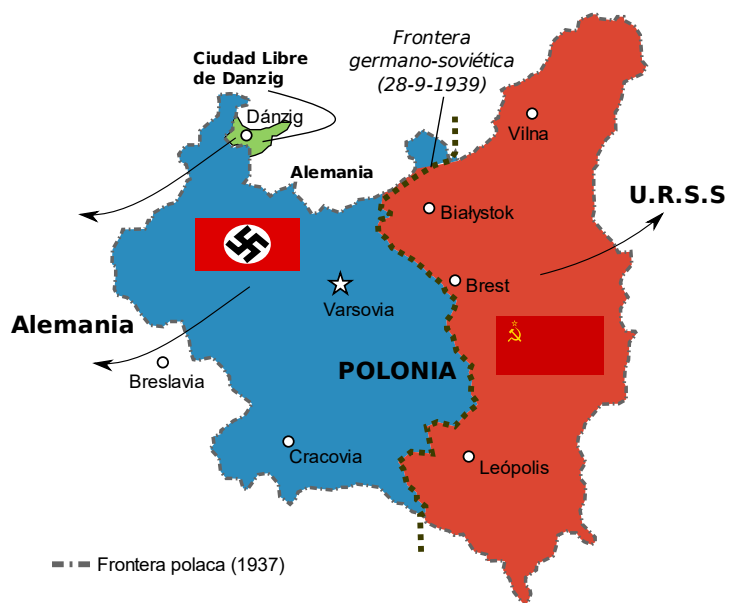 Frontera
germano-soviética
(28-9-1939)
Ciudad Libre
de Danzig
Dánzig
Vilna
Alemania
U.R.S.S
Białystok
Brest
Varsovia
Alemania
Breslavia
POLONIA
Cracovia
Leópolis
Frontera polaca (1937)